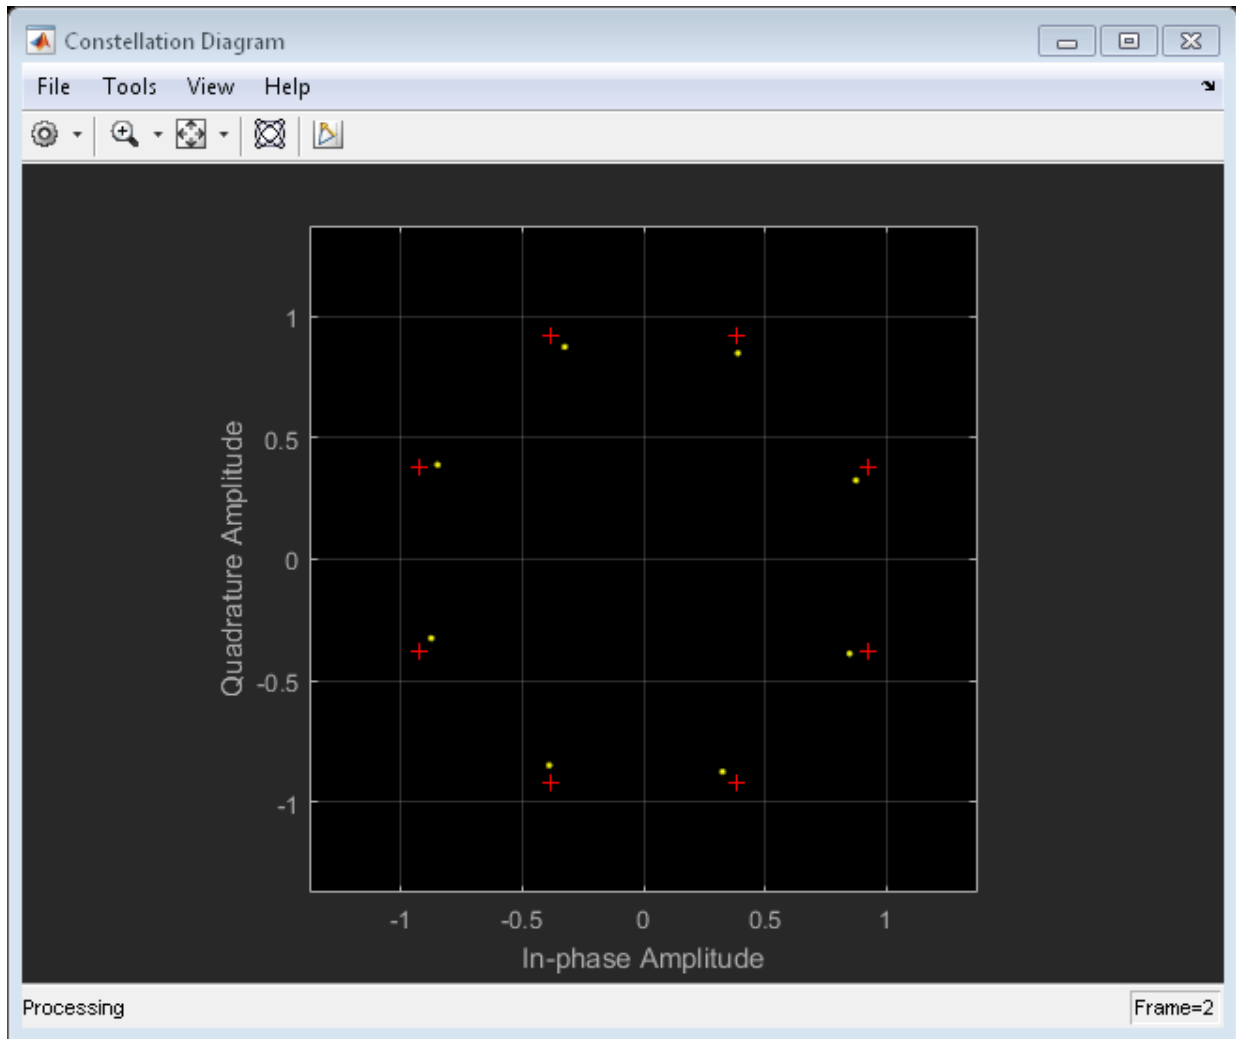 Constellation Diagram
File Tools View Help
1
0.5
0
-0.5
-1
Quadrature Amplitude
-1 -0.5 0 0.5 1
In-phase Amplitude
Processing Frame=2